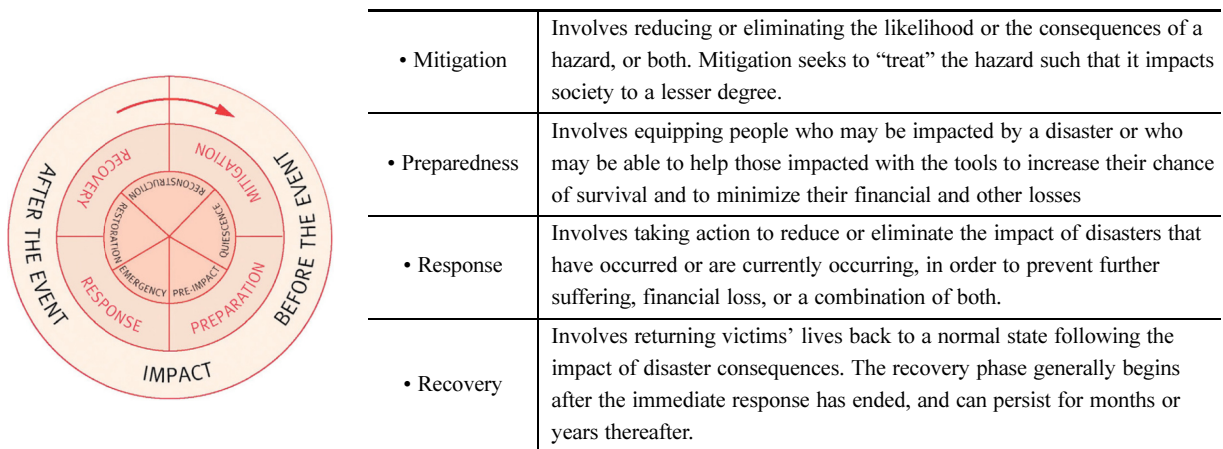 AFTER THE EVENT
BEFORE THE EVENT
IMPACT
RECOVERY
MITIGATION
RESPONSE
PREPARATION
RECONSTRUCTION
RESTORATION
QUIESCENCE
EMERGENCY
PRE-IMPACT
• Mitigation
Involves reducing or eliminating the likelihood or the consequences of a
hazard, or both. Mitigation seeks to “treat” the hazard such that it impacts
society to a lesser degree.
• Preparedness
Involves equipping people who may be impacted by a disaster or who
may be able to help those impacted with the tools to increase their chance
of survival and to minimize their financial and other losses
• Response
Involves taking action to reduce or eliminate the impact of disasters that
have occurred or are currently occurring, in order to prevent further
suffering, financial loss, or a combination of both.
• Recovery
Involves returning victims’ lives back to a normal state following the
impact of disaster consequences. The recovery phase generally begins
after the immediate response has ended, and can persist for months or
years thereafter.